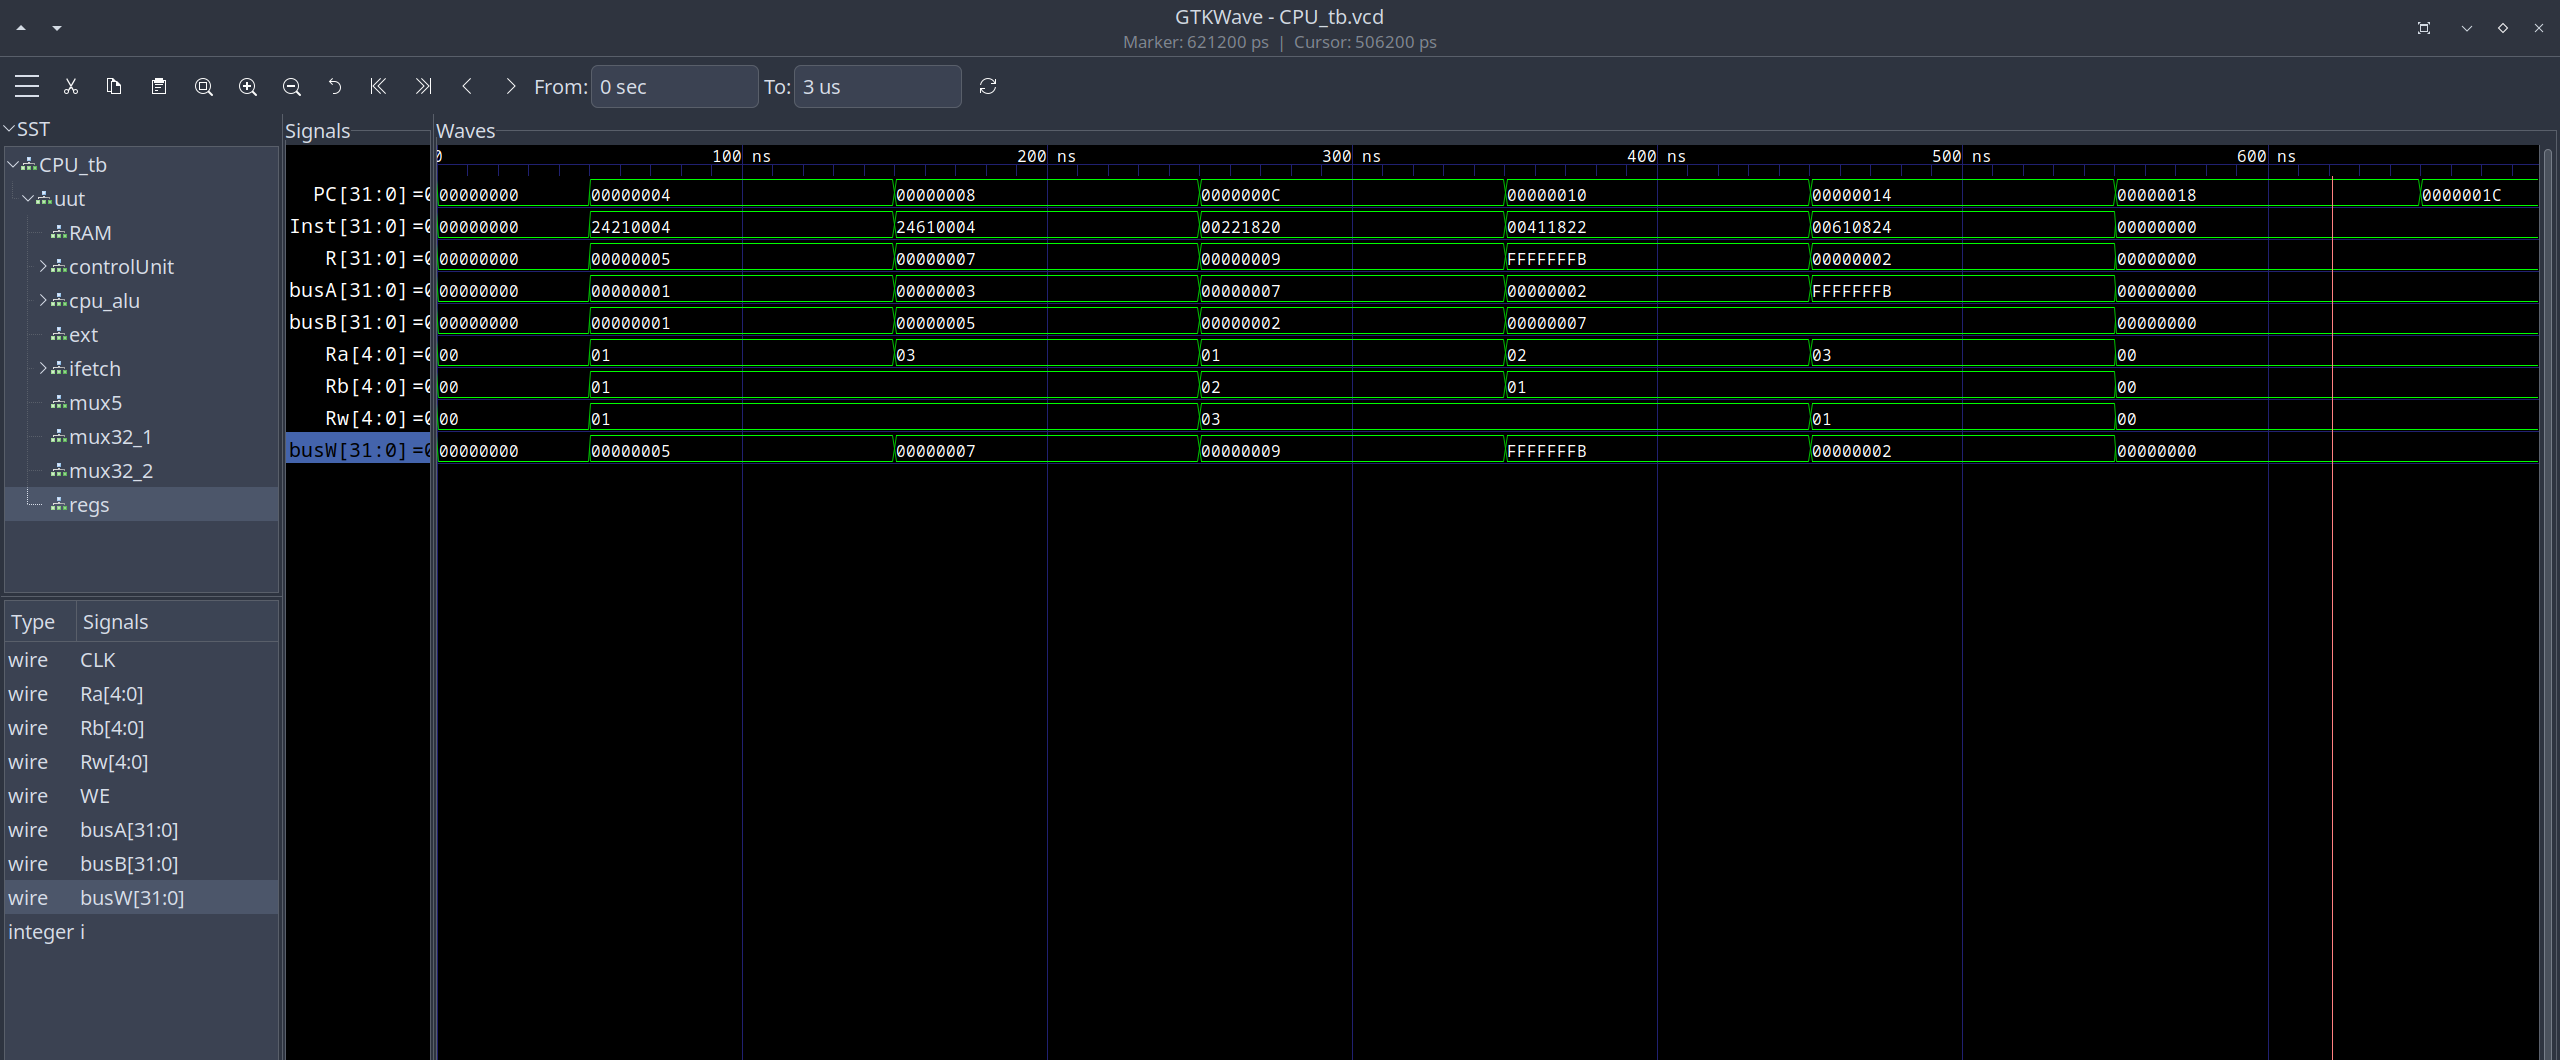 GTKWave - CPU_tb.vcd
Marker: 621200 ps | Cursor: 506200 ps
From: 0 sec To: 3 us
SST
CPU_tb
uut
RAM
controlUnit
cpu_alu
ext
ifetch
mux5
mux32_1
mux32_2
regs
Type Signals
wire CLK
wire Ra[4:0]
wire Rb[4:0]
wire Rw[4:0]
wire WE
wire busA[31:0]
wire busB[31:0]
wire busW[31:0]
integer i
Signals
PC[31:0] =0
Inst[31:0] =0
R[31:0] =0
busA[31:0] =0
busB[31:0] =0
Ra[4:0] =0
Rb[4:0] =0
Rw[4:0] =0
busW[31:0] =0
Waves
0 100 ns 200 ns 300 ns 400 ns 500 ns 600 ns
00000000 00000004 00000008 0000000C 00000010 00000014 00000018 0000001C
00000000 24210004 24610004 00221820 00411822 00610824 00000000
00000000 00000005 00000007 00000009 FFFFFFFB 00000002 00000000
00000000 00000001 00000003 00000007 00000002 FFFFFFFB 00000000
00000000 00000001 00000005 00000002 00000007 00000000
00 01 03 01 02 03 00
00 01 02 01 00
00 01 03 01 00
00000000 00000005 00000007 00000009 FFFFFFFB 00000002 00000000